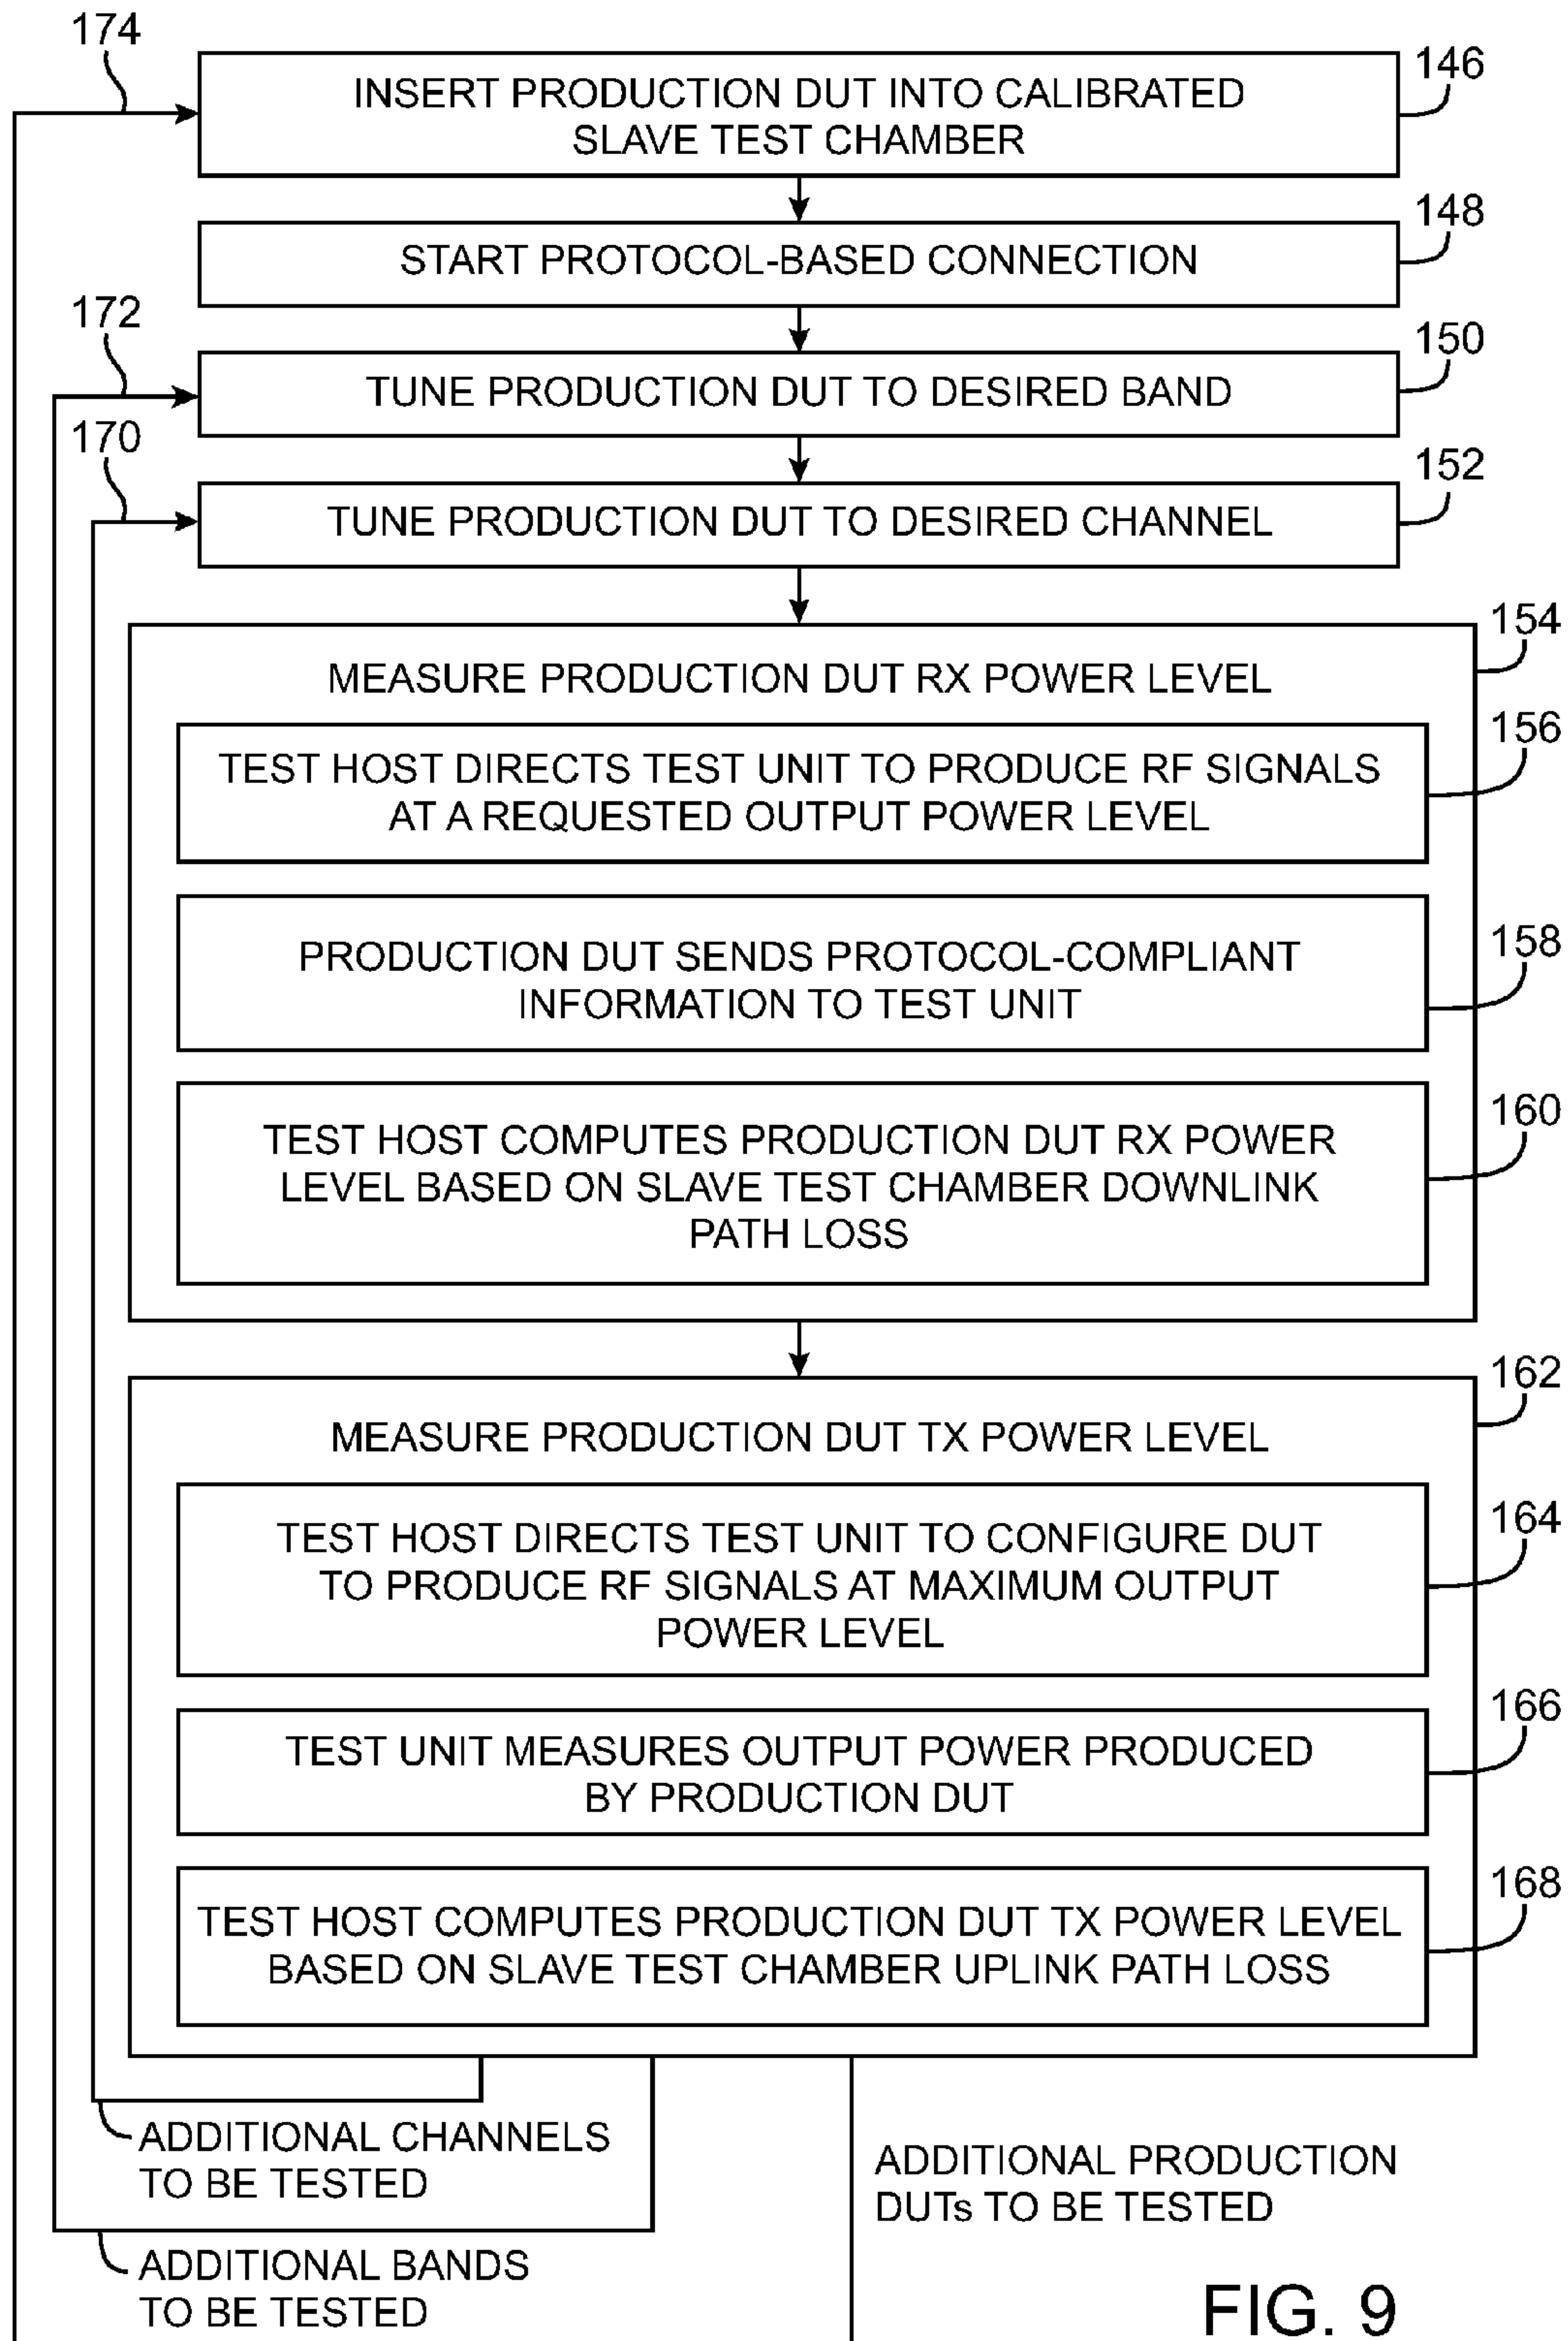 174
INSERT PRODUCTION DUT INTO CALIBRATED
SLAVE TEST CHAMBER
146
START PROTOCOL-BASED CONNECTION
148
172
TUNE PRODUCTION DUT TO DESIRED BAND
150
170
TUNE PRODUCTION DUT TO DESIRED CHANNEL
152
154
MEASURE PRODUCTION DUT RX POWER LEVEL
156
TEST HOST DIRECTS TEST UNIT TO PRODUCE RF SIGNALS
AT A REQUESTED OUTPUT POWER LEVEL
158
PRODUCTION DUT SENDS PROTOCOL-COMPLIANT
INFORMATION TO TEST UNIT
160
TEST HOST COMPUTES PRODUCTION DUT RX POWER
LEVEL BASED ON SLAVE TEST CHAMBER DOWNLINK
PATH LOSS
162
MEASURE PRODUCTION DUT TX POWER LEVEL
164
TEST HOST DIRECTS TEST UNIT TO CONFIGURE DUT
TO PRODUCE RF SIGNALS AT MAXIMUM OUTPUT
POWER LEVEL
166
TEST UNIT MEASURES OUTPUT POWER PRODUCED
BY PRODUCTION DUT
168
TEST HOST COMPUTES PRODUCTION DUT TX POWER LEVEL
BASED ON SLAVE TEST CHAMBER UPLINK PATH LOSS
ADDITIONAL CHANNELS
TO BE TESTED
ADDITIONAL PRODUCTION
DUTs TO BE TESTED
ADDITIONAL BANDS
TO BE TESTED
FIG. 9